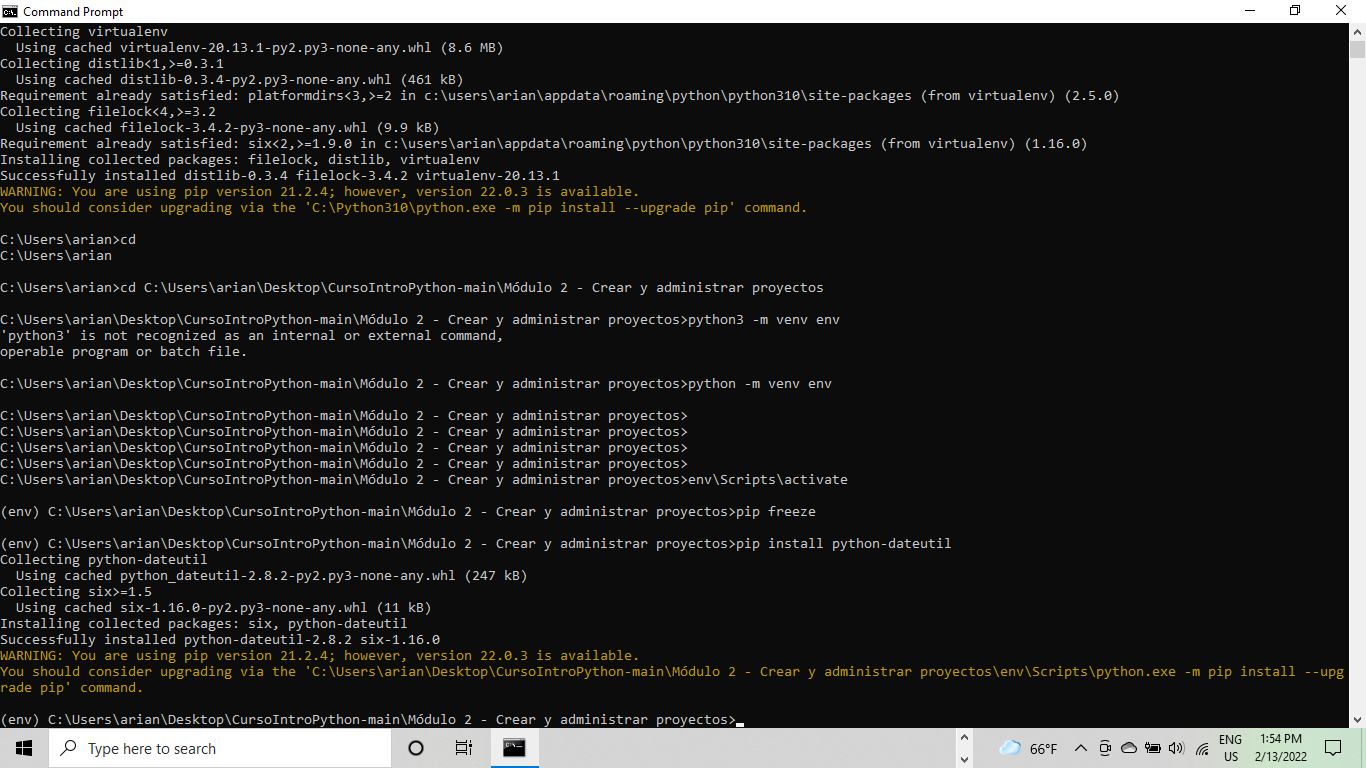 Command Prompt
Collecting virtualenv
  Using cached virtualenv-20.13.1-py2.py3-none-any.whl (8.6 MB)
Collecting distlib<1,>=0.3.1
  Using cached distlib-0.3.4-py2.py3-none-any.whl (461 kB)
Requirement already satisfied: platformdirs<3,>=2 in c:\users\arian\appdata\roaming\python\python310\site-packages (from virtualenv) (2.5.0)
Collecting filelock<4,>=3.2
  Using cached filelock-3.4.2-py3-none-any.whl (9.9 kB)
Requirement already satisfied: six<2,>=1.9.0 in c:\users\arian\appdata\roaming\python\python310\site-packages (from virtualenv) (1.16.0)
Installing collected packages: filelock, distlib, virtualenv
Successfully installed distlib-0.3.4 filelock-3.4.2 virtualenv-20.13.1
WARNING: You are using pip version 21.2.4; however, version 22.0.3 is available.
You should consider upgrading via the 'C:\Python310\python.exe -m pip install --upgrade pip' command.
C:\Users\arian>cd
C:\Users\arian
C:\Users\arian>cd C:\Users\arian\Desktop\CursoIntroPython-main\Módulo 2 - Crear y administrar proyectos
C:\Users\arian\Desktop\CursoIntroPython-main\Módulo 2 - Crear y administrar proyectos>python3 -m venv env
'python3' is not recognized as an internal or external command,
operable program or batch file.
C:\Users\arian\Desktop\CursoIntroPython-main\Módulo 2 - Crear y administrar proyectos>python -m venv env
C:\Users\arian\Desktop\CursoIntroPython-main\Módulo 2 - Crear y administrar proyectos>
C:\Users\arian\Desktop\CursoIntroPython-main\Módulo 2 - Crear y administrar proyectos>
C:\Users\arian\Desktop\CursoIntroPython-main\Módulo 2 - Crear y administrar proyectos>
C:\Users\arian\Desktop\CursoIntroPython-main\Módulo 2 - Crear y administrar proyectos>
C:\Users\arian\Desktop\CursoIntroPython-main\Módulo 2 - Crear y administrar proyectos>env\Scripts\activate
(env) C:\Users\arian\Desktop\CursoIntroPython-main\Módulo 2 - Crear y administrar proyectos>pip freeze
(env) C:\Users\arian\Desktop\CursoIntroPython-main\Módulo 2 - Crear y administrar proyectos>pip install python-dateutil
Collecting python-dateutil
  Using cached python_dateutil-2.8.2-py2.py3-none-any.whl (247 kB)
Collecting six>=1.5
  Using cached six-1.16.0-py2.py3-none-any.whl (11 kB)
Installing collected packages: six, python-dateutil
Successfully installed python-dateutil-2.8.2 six-1.16.0
WARNING: You are using pip version 21.2.4; however, version 22.0.3 is available.
You should consider upgrading via the 'C:\Users\arian\Desktop\CursoIntroPython-main\Módulo 2 - Crear y administrar proyectos\env\Scripts\python.exe -m pip install --upg
rade pip' command.
(env) C:\Users\arian\Desktop\CursoIntroPython-main\Módulo 2 - Crear y administrar proyectos>
Type here to search
66°F
ENG
US
1:54 PM
2/13/2022